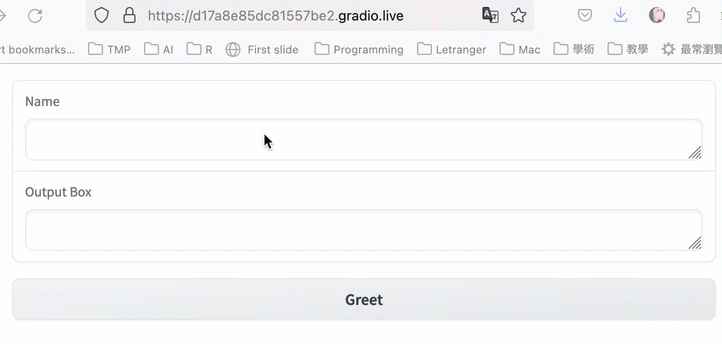 https://d17a8e85dc81557be2.gradio.live
rt bookmarks... TMP AI R First slide Programming Letranger Mac 學術 教學 最常瀏覽
Name
Output Box
Greet